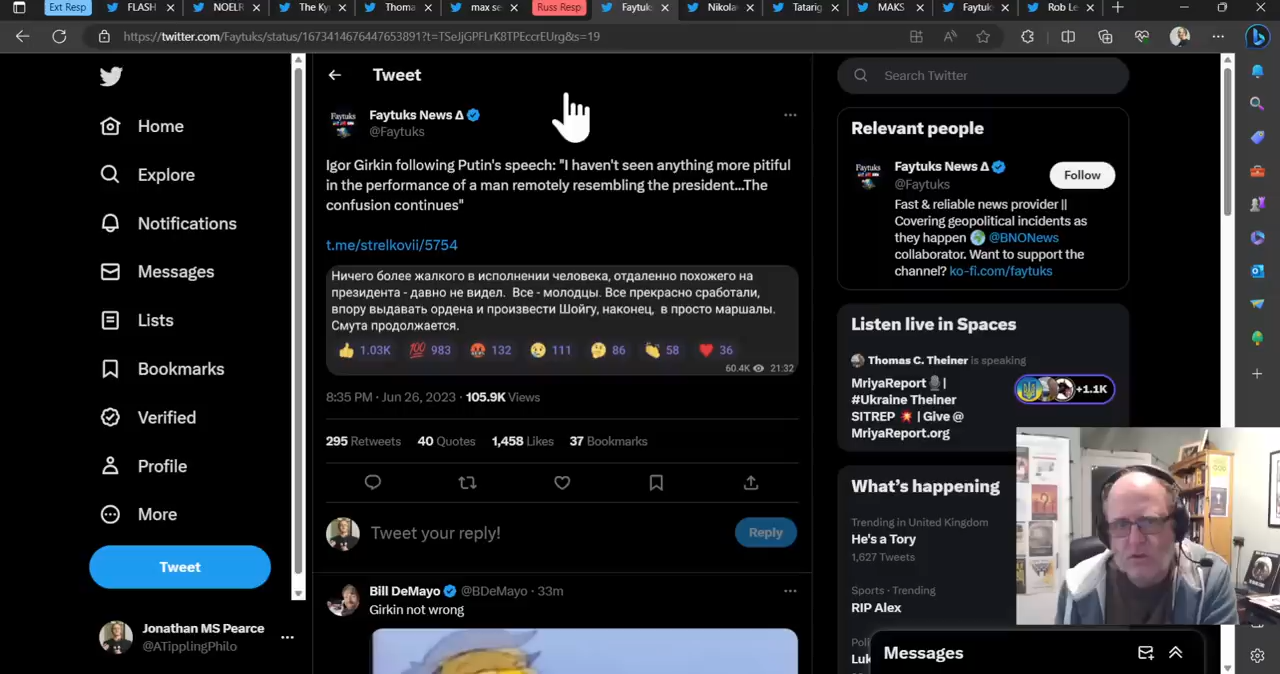 Ext Resp
FLASH
NOELR
The Ky
Thoma
max se
Russ Resp
Faytuk
Nikola
Tatarig
MAKS
Faytuk
Rob Le
https://twitter.com/Faytuks/status/1673414676447653891?t=TSeJjGPFLrK8TPEccrEUrg&s=19
Home
Explore
Notifications
Messages
Lists
Bookmarks
Verified
Profile
More
Tweet
Jonathan MS Pearce
@ATipplingPhilo
Tweet
Faytuks News Δ
@Faytuks
Igor Girkin following Putin's speech: "I haven't seen anything more pitiful
in the performance of a man remotely resembling the president...The
confusion continues"
t.me/strelkovii/5754
Ничего более жалкого в исполнении человека, отдаленно похожего на
президента - давно не видел. Все - молодцы. Все прекрасно сработали,
впору выдавать ордена и произвести Шойгу, наконец, в просто маршалы.
Смута продолжается.
1.03K 983 132 111 86 58 36
60.4K 21:32
8:35 PM · Jun 26, 2023 · 105.9K Views
295 Retweets 40 Quotes 1,458 Likes 37 Bookmarks
Tweet your reply!
Reply
Bill DeMayo @BDeMayo · 33m
Girkin not wrong
Search Twitter
Relevant people
Faytuks News Δ
@Faytuks
Follow
Fast & reliable news provider ||
Covering geopolitical incidents as
they happen @BNONews
collaborator. Want to support the
channel? ko-fi.com/faytuks
Listen live in Spaces
Thomas C. Theiner is speaking
MriyaReport |
#Ukraine Theiner
SITREP | Give @
MriyaReport.org
+1.1K
What's happening
Trending in United Kingdom
He's a Tory
1,627 Tweets
Sports · Trending
RIP Alex
Poli
Luk
Messages